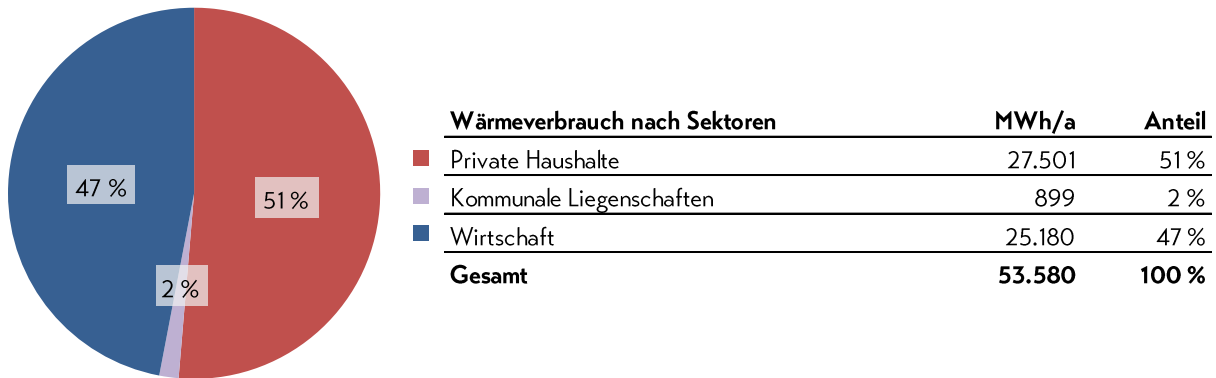 47 %
51 %
2 %
Wärmeverbrauch nach Sektoren MWh/a Anteil
Private Haushalte 27.501 51 %
Kommunale Liegenschaften 899 2 %
Wirtschaft 25.180 47 %
Gesamt 53.580 100 %